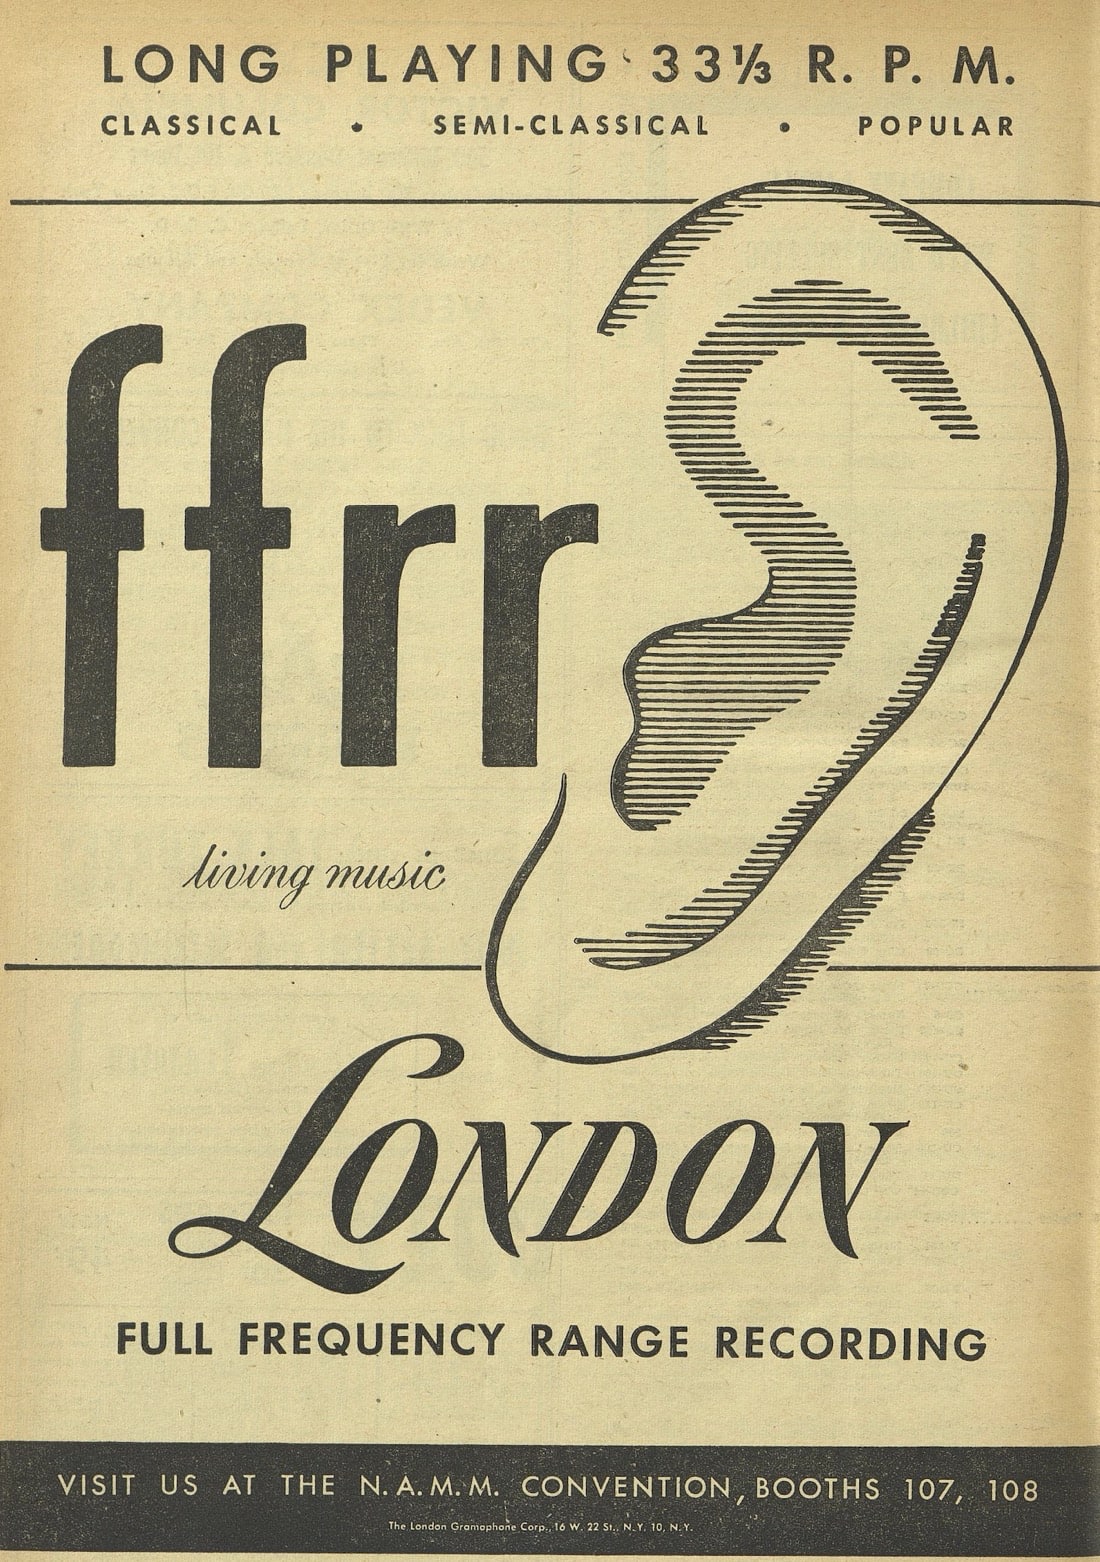 LONG PLAYING 33⅓ R. P. M.
CLASSICAL • SEMI-CLASSICAL • POPULAR
ffrr
living music
LONDON
FULL FREQUENCY RANGE RECORDING
VISIT US AT THE N.A.M.M. CONVENTION, BOOTHS 107, 108
The London Gramophone Corp., 16 W. 22 St., N.Y. 10, N.Y.